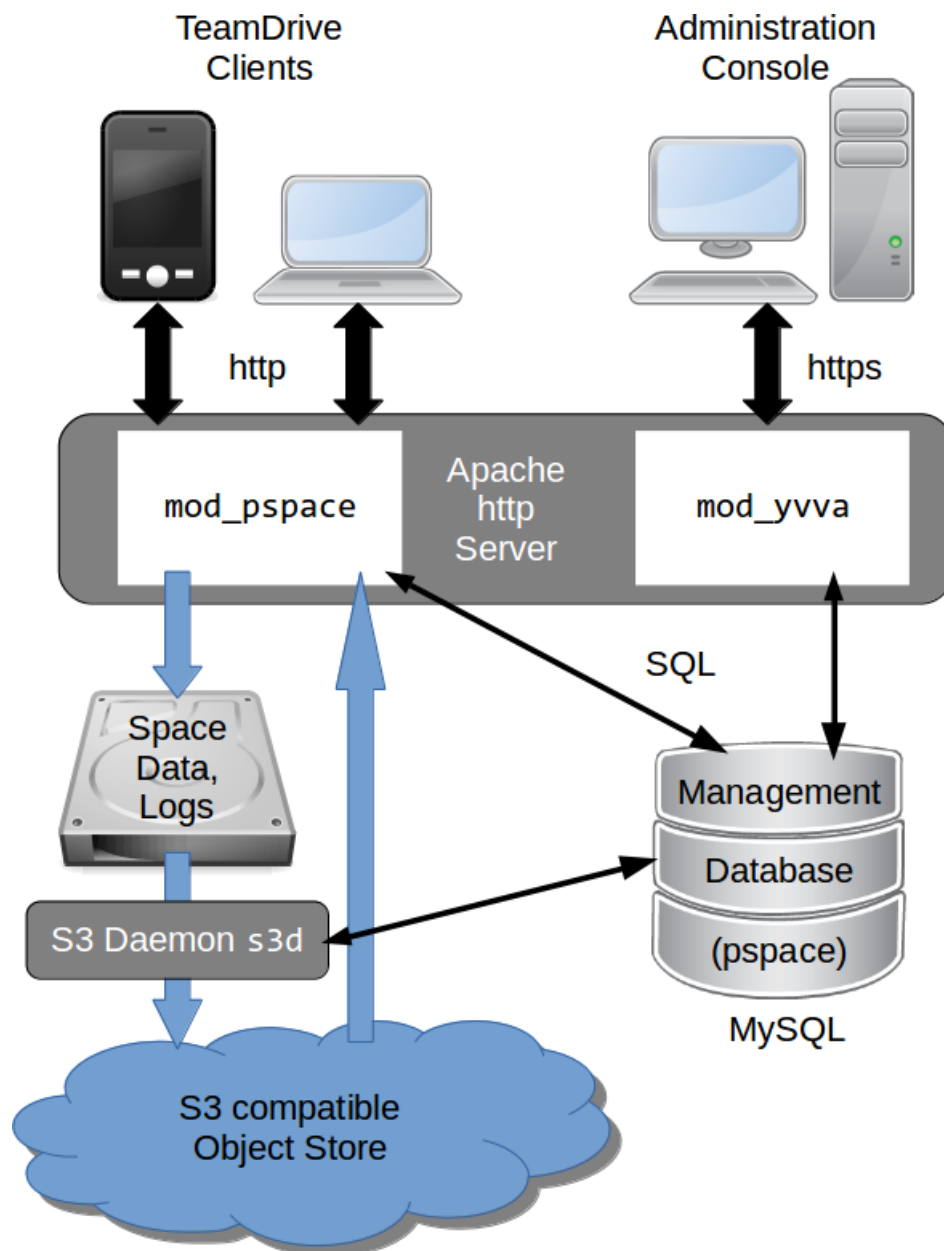 TeamDrive
Clients
Administration
Console
http
https
mod_pspace
Apache
http
Server
mod_yvva
SQL
Space
Data,
Logs
Management
Database
(pspace)
MySQL
S3 Daemon s3d
S3 compatible
Object Store